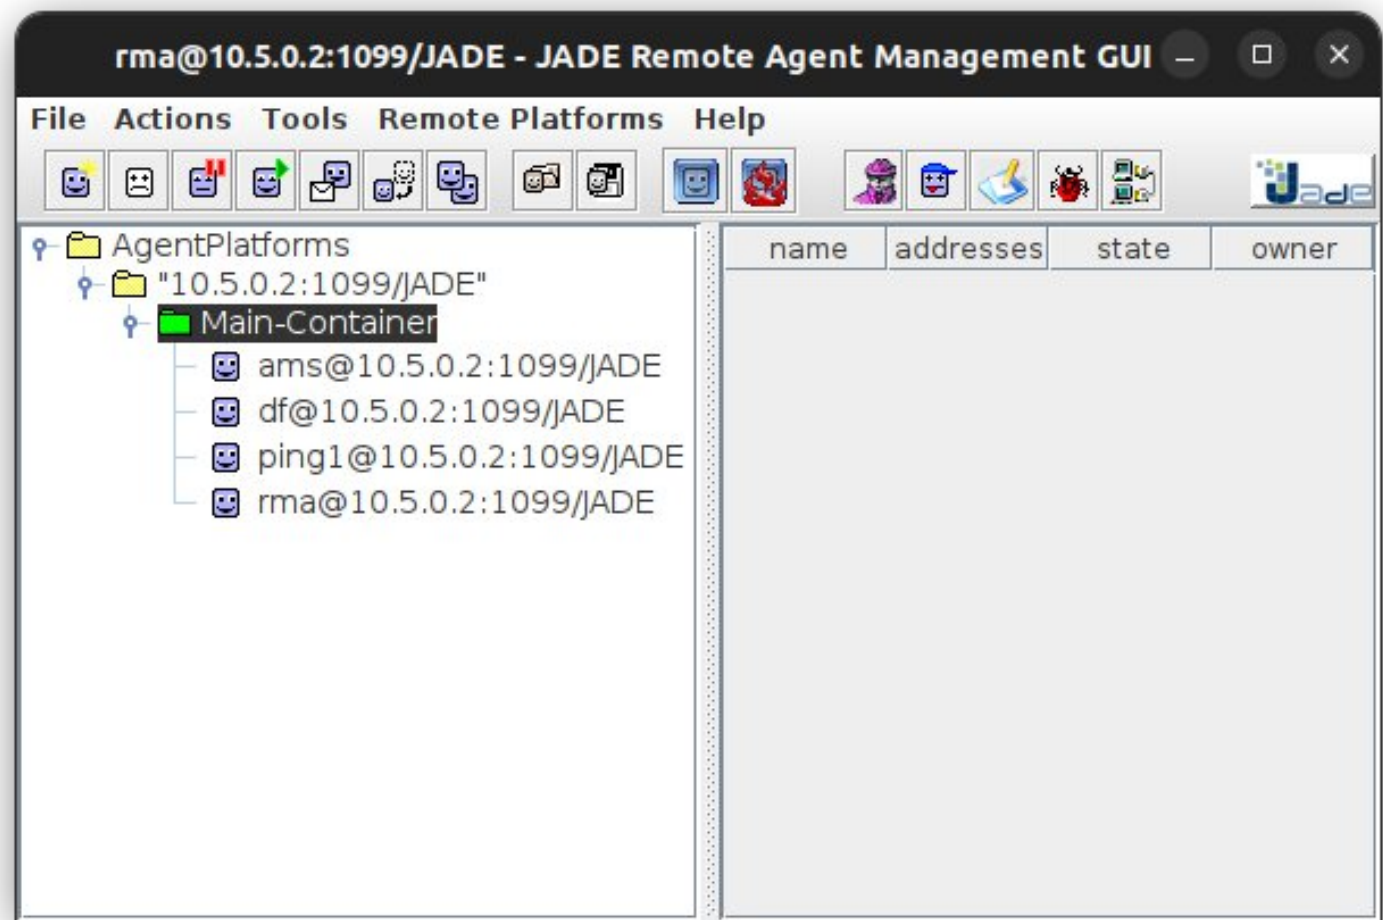 rma@10.5.0.2:1099/JADE - JADE Remote Agent Management GUI
File Actions Tools Remote Platforms Help
Jade
AgentPlatforms
"10.5.0.2:1099/JADE"
Main-Container
ams@10.5.0.2:1099/JADE
df@10.5.0.2:1099/JADE
ping1@10.5.0.2:1099/JADE
rma@10.5.0.2:1099/JADE
name addresses state owner